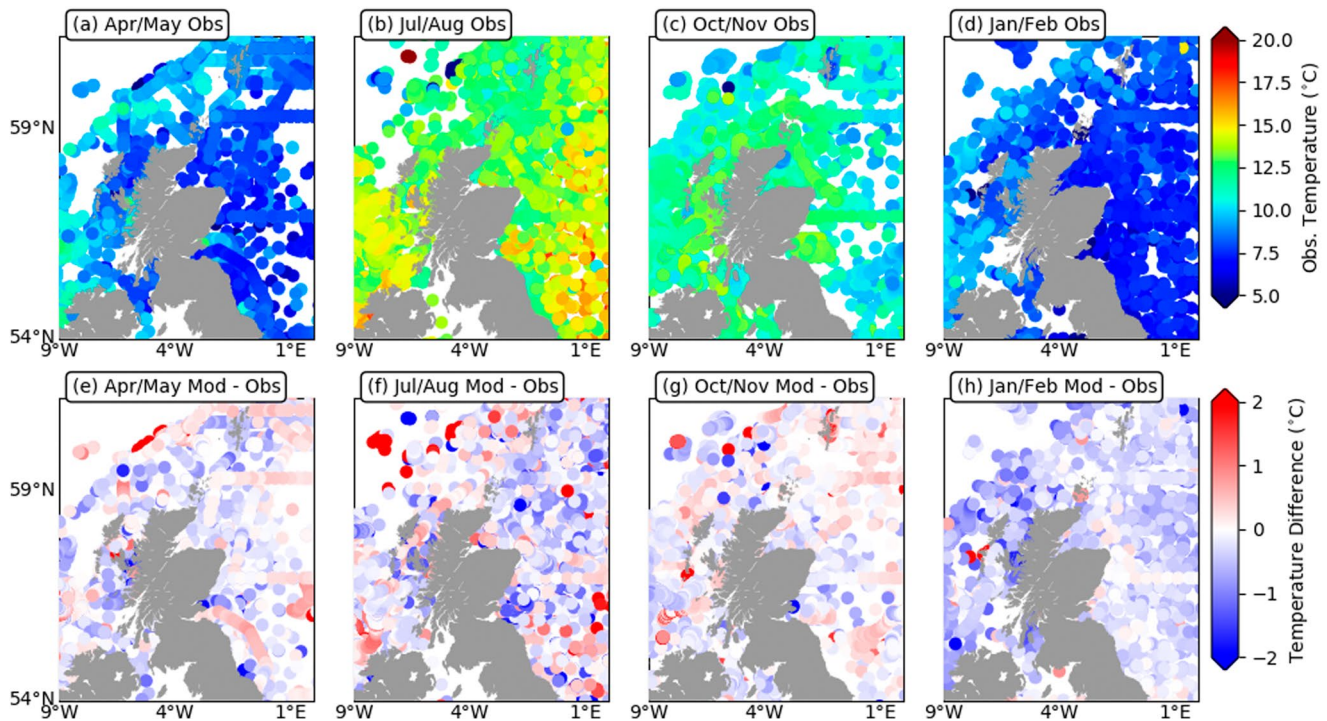 (a) Apr/May Obs
(b) Jul/Aug Obs
(c) Oct/Nov Obs
(d) Jan/Feb Obs
59°N
54°N
9°W 4°W 1°E
9°W 4°W 1°E
9°W 4°W 1°E
9°W 4°W 1°E
20.0
17.5
15.0
12.5
10.0
7.5
5.0
Obs. Temperature (°C)
(e) Apr/May Mod - Obs
(f) Jul/Aug Mod - Obs
(g) Oct/Nov Mod - Obs
(h) Jan/Feb Mod - Obs
59°N
54°N
9°W 4°W 1°E
9°W 4°W 1°E
9°W 4°W 1°E
9°W 4°W 1°E
2
1
0
−1
−2
Temperature Difference (°C)